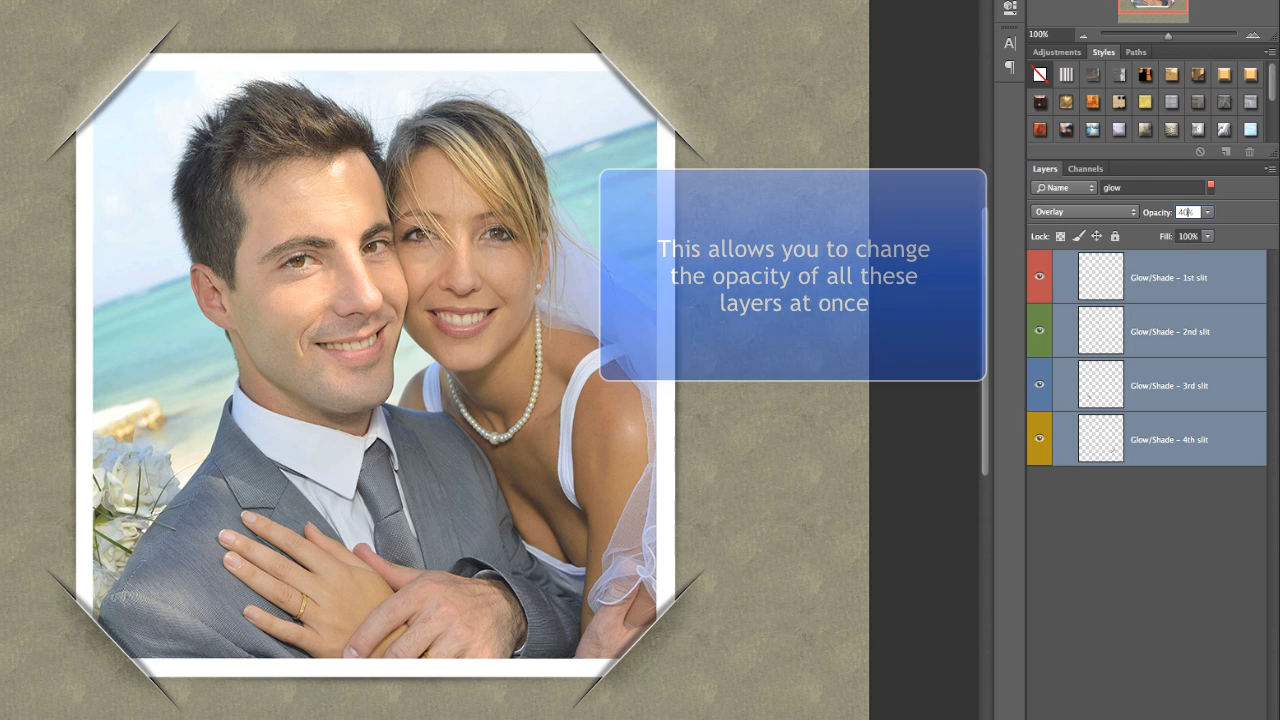 A|
¶
100%
Adjustments Styles Paths
Layers Channels
Name glow
Overlay Opacity: 40%
Lock: Fill: 100%
Glow/Shade - 1st slit
Glow/Shade - 2nd slit
Glow/Shade - 3rd slit
Glow/Shade - 4th slit
This allows you to change
the opacity of all these
layers at once